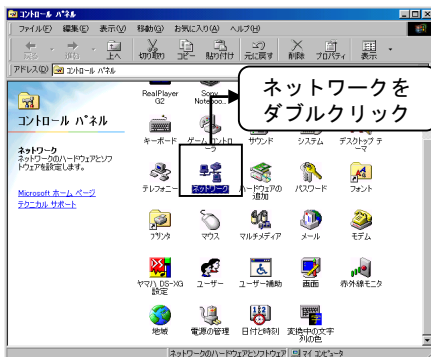 コントロール パネル
ファイル(F) 編集(E) 表示(V) 移動(G) お気に入り(A) ヘルプ(H)
戻る 進む 上へ 切り取り コピー 貼り付け 元に戻す 削除 プロパティ 表示
アドレス(D) コントロール パネル
ネットワークを
ダブルクリック
コントロール パネル
ネットワーク
ネットワークのハードウェアとソフ
トウェアを設定します。
Microsoft ホーム ページ
テクニカル サポート
RealPlayer
G2
Sony
Noteboo..
キーボード
ゲーム コントロ
ーラ
サウンド
システム
デスクトップ テ
ーマ
テレフォニー
ネットワーク
ハードウェアの
追加
パスワード
フォント
プリンタ
マウス
マルチメディア
メール
モデム
ヤマハ DS-XG
設定
ユーザー
ユーザー補助
画面
赤外線モニタ
地域
電源の管理
日付と時刻
変換中の文字
列の色
ネットワークのハードウェアとソフトウェア
マイ コンピュータ